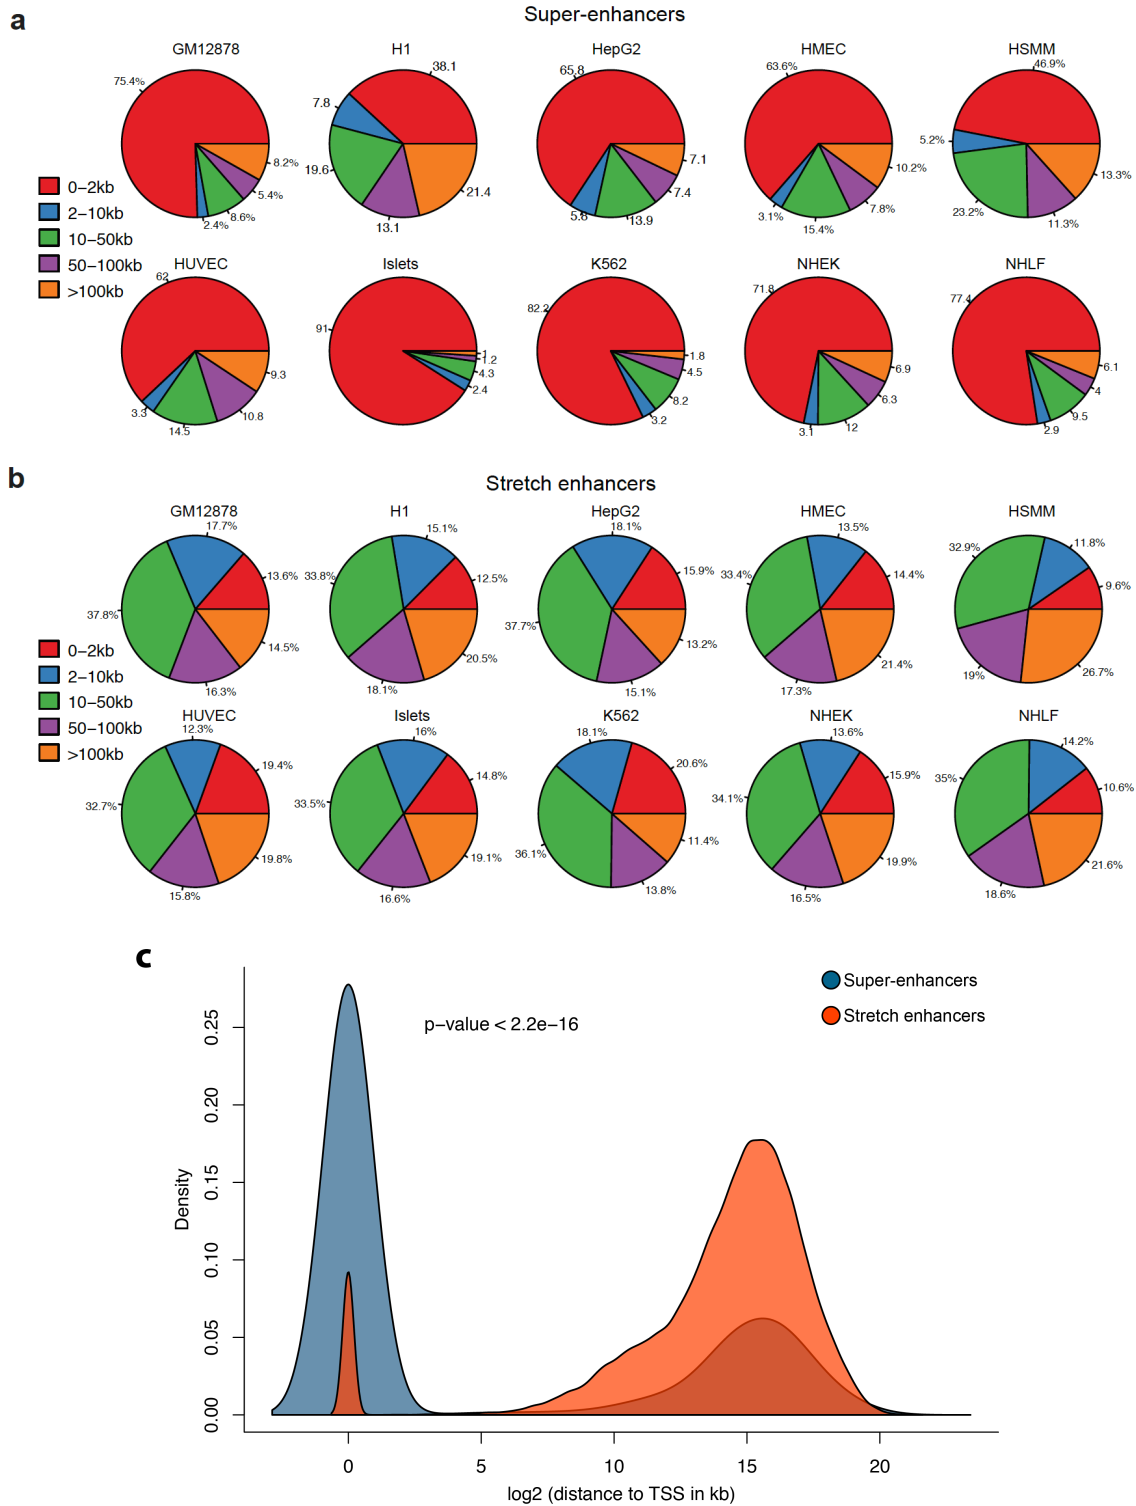 a
Super-enhancers
GM12878
H1
HepG2
HMEC
HSMM
75.4%
8.2%
5.4%
8.6%
2.4%
38.1
7.8
19.6
13.1
21.4
65.8
5.6
13.9
7.4
7.1
63.6%
3.1%
15.4%
7.8%
10.2%
46.9%
5.2%
23.2%
11.3%
13.3%
0–2kb
2–10kb
10–50kb
50–100kb
>100kb
HUVEC
Islets
K562
NHEK
NHLF
62
3.3
14.5
10.8
9.3
91
1
1.2
4.3
2.4
82.2
1.8
4.5
8.2
3.2
71.8
3.1
12
6.3
6.9
77.4
2.9
9.5
4
6.1
b
Stretch enhancers
GM12878
H1
HepG2
HMEC
HSMM
17.7%
13.6%
37.8%
14.5%
16.3%
15.1%
12.5%
33.8%
20.5%
18.1%
18.1%
15.9%
37.7%
13.2%
15.1%
13.5%
14.4%
33.4%
21.4%
17.3%
11.8%
9.6%
32.9%
26.7%
19%
0–2kb
2–10kb
10–50kb
50–100kb
>100kb
HUVEC
Islets
K562
NHEK
NHLF
12.3%
19.4%
32.7%
19.8%
15.8%
16%
14.8%
33.5%
19.1%
16.6%
18.1%
20.6%
36.1%
11.4%
13.8%
13.6%
15.9%
34.1%
19.9%
16.5%
14.2%
10.6%
35%
21.6%
18.6%
c
Super-enhancers
Stretch enhancers
p−value < 2.2e−16
Density
0.25
0.20
0.15
0.10
0.05
0.00
0
5
10
15
20
log2 (distance to TSS in kb)